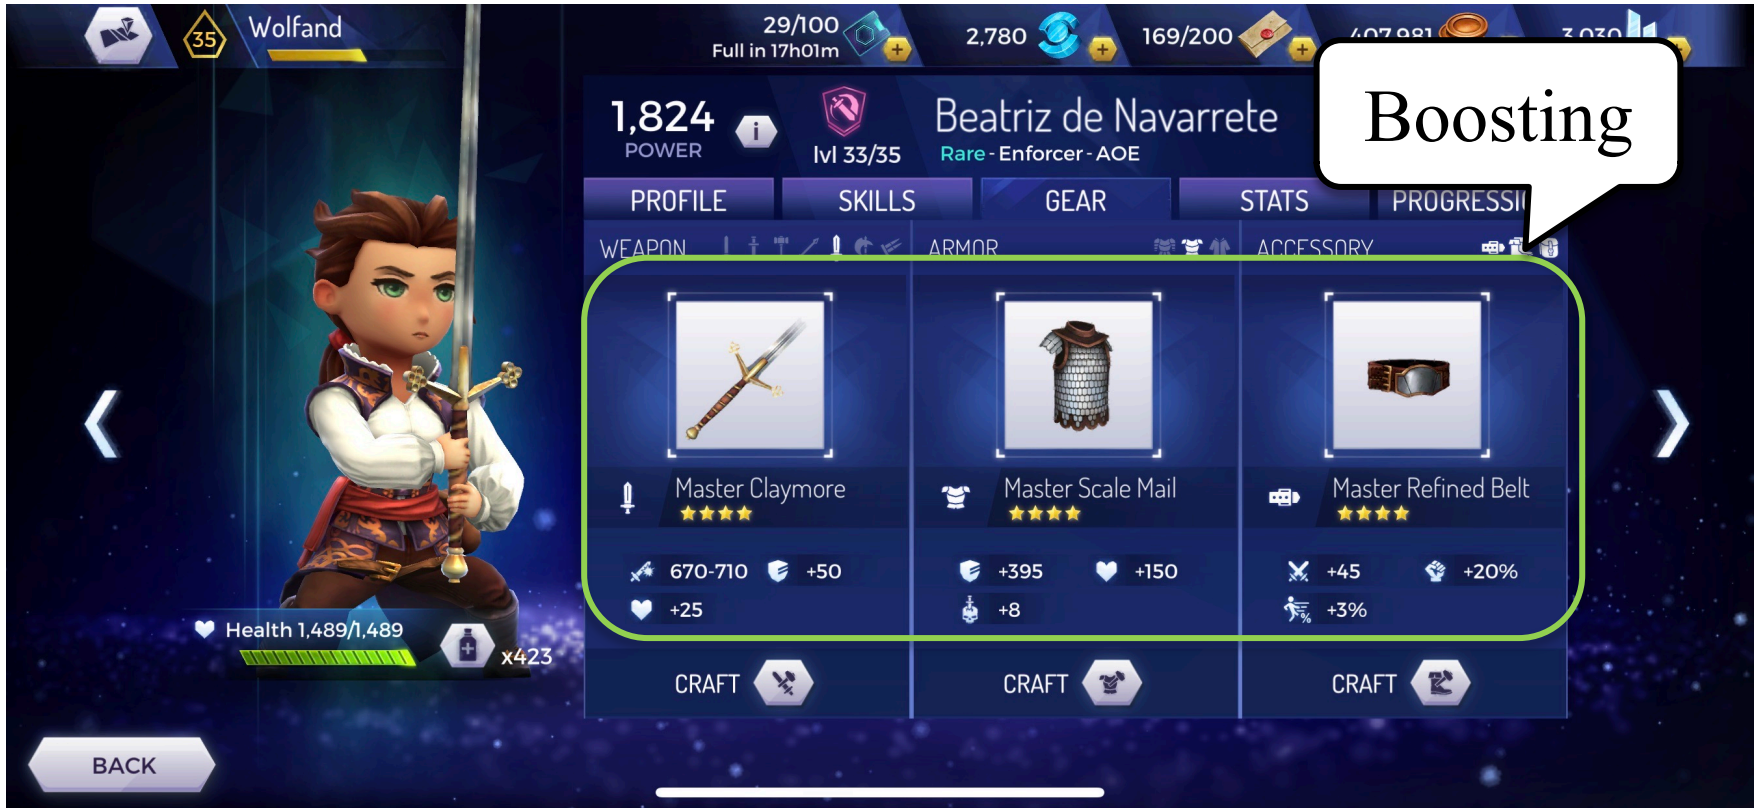 35
Wolfand
29/100
Full in 17h01m
2,780
169/200
Boosting
1,824
POWER
i
lvl 33/35
Beatriz de Navarrete
Rare - Enforcer - AOE
PROFILE
SKILLS
GEAR
STATS
WEAPON
ARMOR
ACCESSORY
Master Claymore
Master Scale Mail
Master Refined Belt
670-710
+50
+25
+395
+150
+8
+45
+20%
+3%
Health 1,489/1,489
x423
CRAFT
CRAFT
CRAFT
BACK